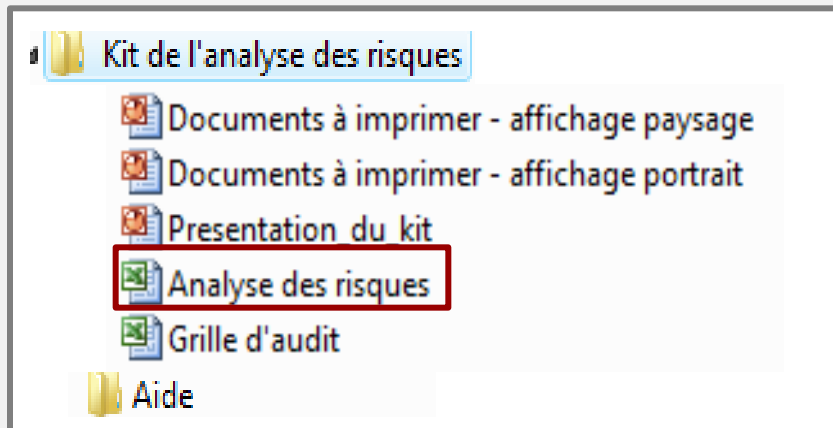 Kit de l'analyse des risques
Documents à imprimer - affichage paysage
Documents à imprimer - affichage portrait
Presentation_du_kit
Analyse des risques
Grille d'audit
Aide